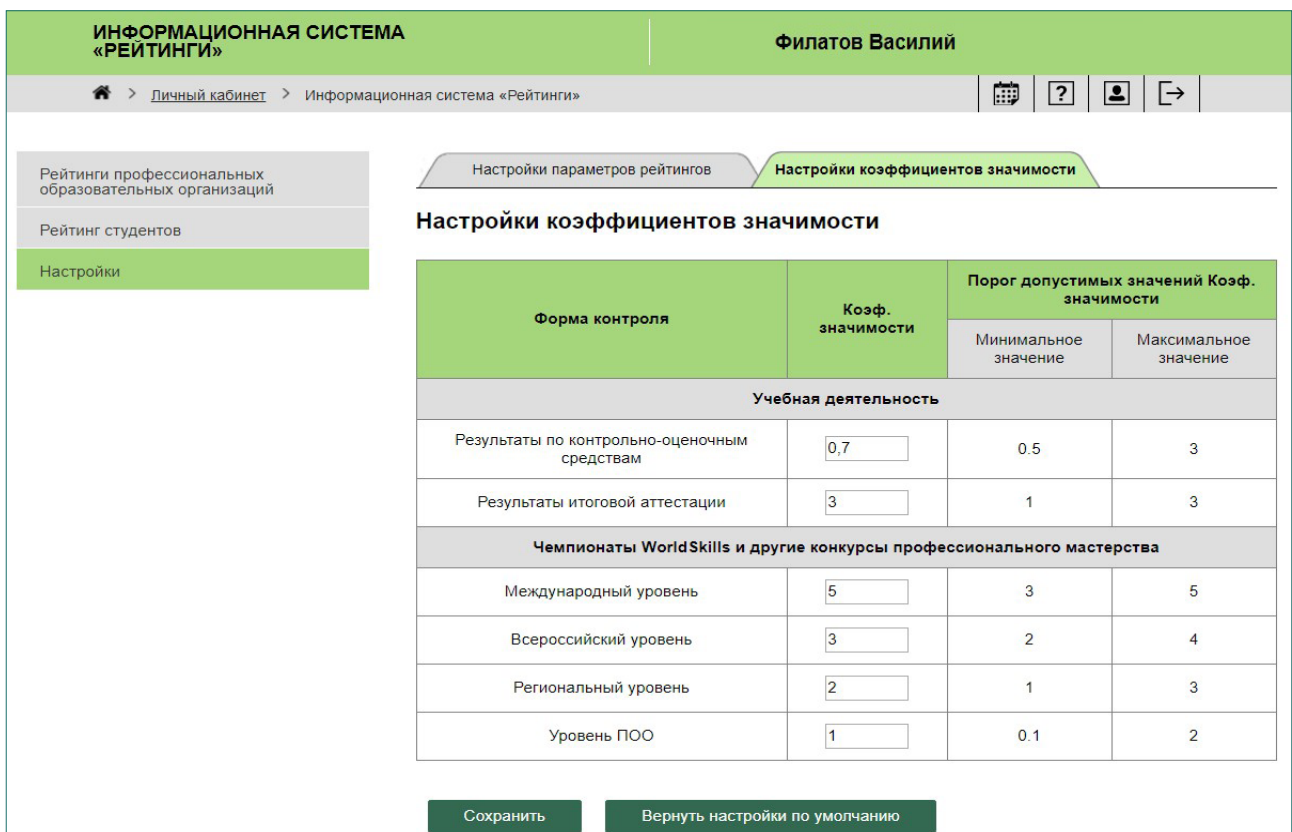 ИНФОРМАЦИОННАЯ СИСТЕМА
«РЕЙТИНГИ»
Филатов Василий
> Личный кабинет > Информационная система «Рейтинги»
?
Рейтинги профессиональных
образовательных организаций
Рейтинг студентов
Настройки
Настройки параметров рейтингов
Настройки коэффициентов значимости
Настройки коэффициентов значимости
Форма контроля
Коэф.
значимости
Порог допустимых значений Коэф.
значимости
Минимальное
значение
Максимальное
значение
Учебная деятельность
Результаты по контрольно-оценочным
средствам
0,7
0.5
3
Результаты итоговой аттестации
3
1
3
Чемпионаты WorldSkills и другие конкурсы профессионального мастерства
Международный уровень
5
3
5
Всероссийский уровень
3
2
4
Региональный уровень
2
1
3
Уровень ПОО
1
0.1
2
Сохранить
Вернуть настройки по умолчанию